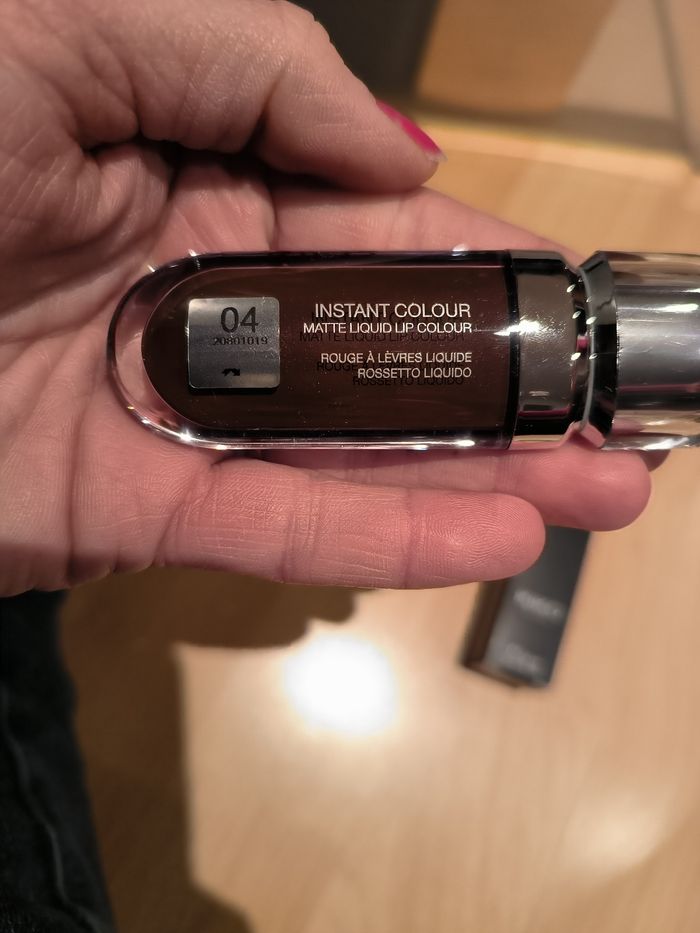 04
20801019
INSTANT COLOUR
MATTE LIQUID LIP COLOUR
ROUGE À LÈVRES LIQUIDE
ROSSETTO LIQUIDO